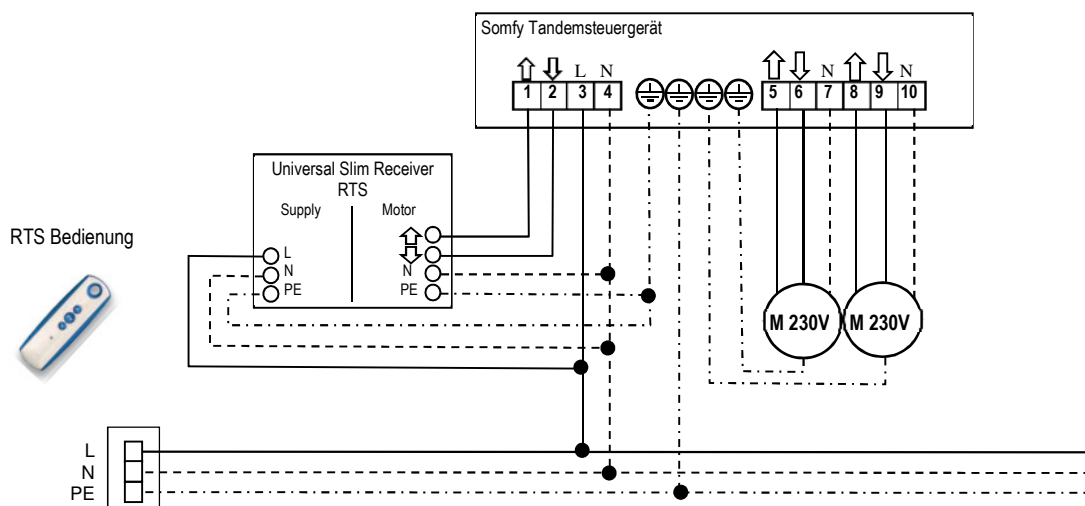 Somfy Tandemsteuergerät
L N N N
1 2 3 4 5 6 7 8 9 10
Universal Slim Receiver
RTS
Supply Motor
L
N N
PE PE
RTS Bedienung
M 230V M 230V
L
N
PE